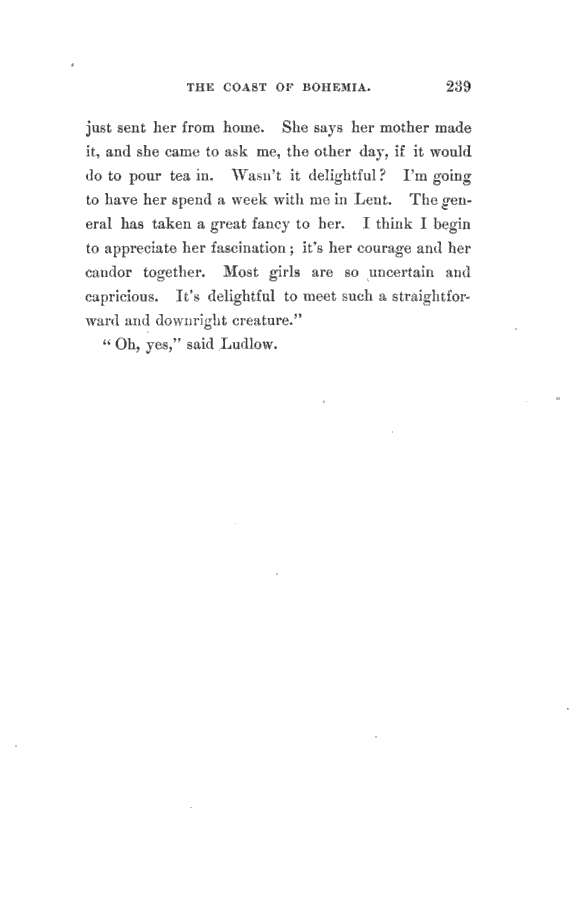 THE COAST OF BOHEMIA. 239
just sent her from home. She says her mother made
it, and she came to ask me, the other day, if it would
do to pour tea in. Wasn't it delightful? I'm going
to have her spend a week with me in Lent. The gen-
eral has taken a great fancy to her. I think I begin
to appreciate her fascination; it's her courage and her
candor together. Most girls are so uncertain and
capricious. It's delightful to meet such a straightfor-
ward and downright creature."
"Oh, yes," said Ludlow.